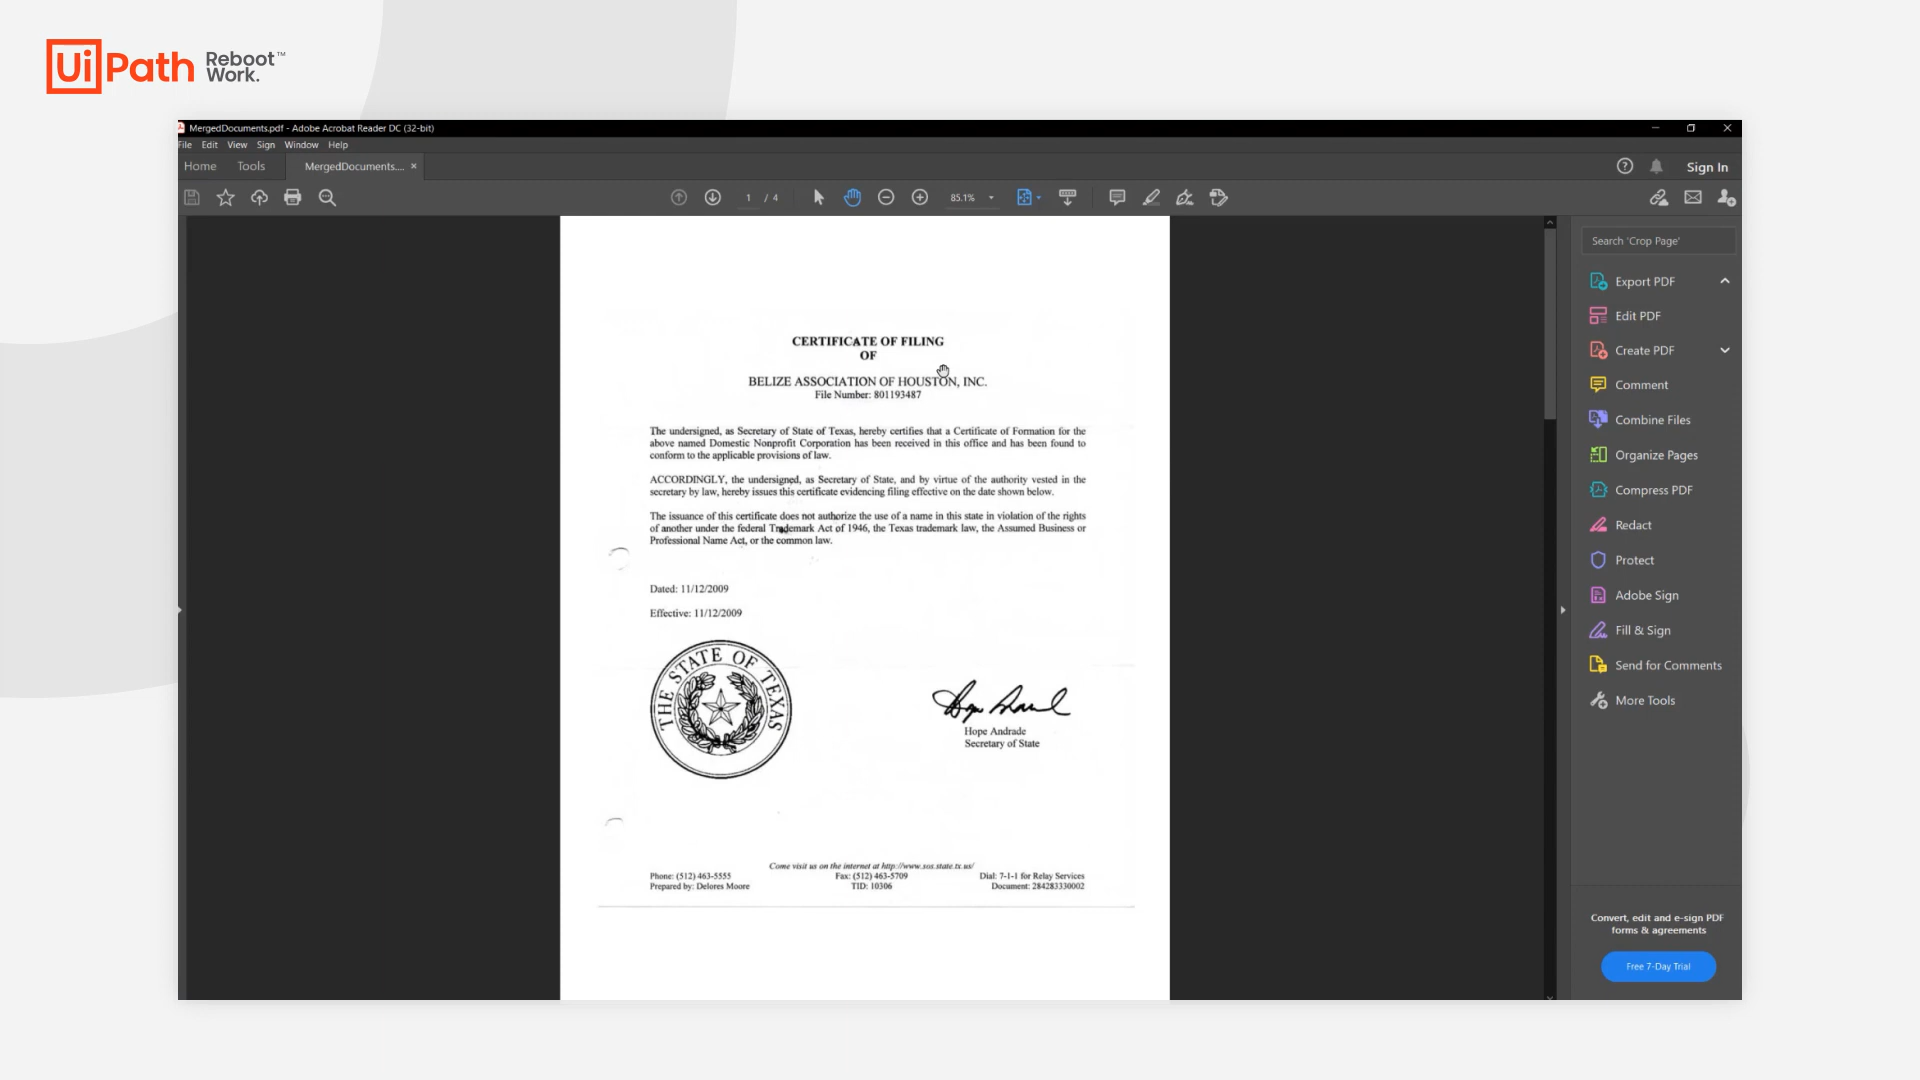 UiPath Reboot Work.™
MergedDocuments.pdf - Adobe Acrobat Reader DC (32-bit)
File Edit View Sign Window Help
Home Tools MergedDocuments.... × Sign In
1 / 4 85.1%
CERTIFICATE OF FILING
OF
BELIZE ASSOCIATION OF HOUSTON, INC.
File Number: 801193487
The undersigned, as Secretary of State of Texas, hereby certifies that a Certificate of Formation for the
above named Domestic Nonprofit Corporation has been received in this office and has been found to
conform to the applicable provisions of law.
ACCORDINGLY, the undersigned, as Secretary of State, and by virtue of the authority vested in the
secretary by law, hereby issues this certificate evidencing filing effective on the date shown below.
The issuance of this certificate does not authorize the use of a name in this state in violation of the rights
of another under the federal Trademark Act of 1946, the Texas trademark law, the Assumed Business or
Professional Name Act, or the common law.
Dated: 11/12/2009
Effective: 11/12/2009
THE STATE OF TEXAS
Hope Andrade
Secretary of State
Come visit us on the internet at http://www.sos.state.tx.us/
Phone: (512) 463-5555 Fax: (512) 463-5709 Dial: 7-1-1 for Relay Services
Prepared by: Delores Moore TID: 10306 Document: 284283330002
Search 'Crop Page'
Export PDF
Edit PDF
Create PDF
Comment
Combine Files
Organize Pages
Compress PDF
Redact
Protect
Adobe Sign
Fill & Sign
Send for Comments
More Tools
Convert, edit and e-sign PDF
forms & agreements
Free 7-Day Trial